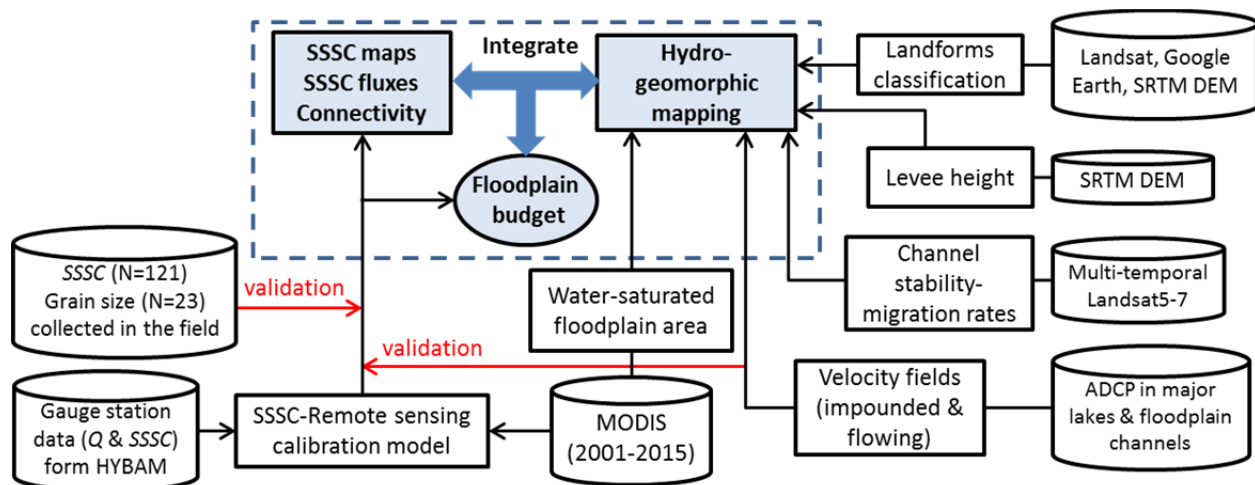 SSSC maps
SSSC fluxes
Connectivity
Integrate
Hydro-
geomorphic
mapping
Floodplain
budget
Landforms
classification
Landsat, Google
Earth, SRTM DEM
Levee height
SRTM DEM
Channel
stability-
migration rates
Multi-temporal
Landsat5-7
SSSC (N=121)
Grain size (N=23)
collected in the field
validation
Water-saturated
floodplain area
validation
Gauge station
data (Q & SSSC)
form HYBAM
SSSC-Remote sensing
calibration model
MODIS
(2001-2015)
Velocity fields
(impounded &
flowing)
ADCP in major
lakes & floodplain
channels